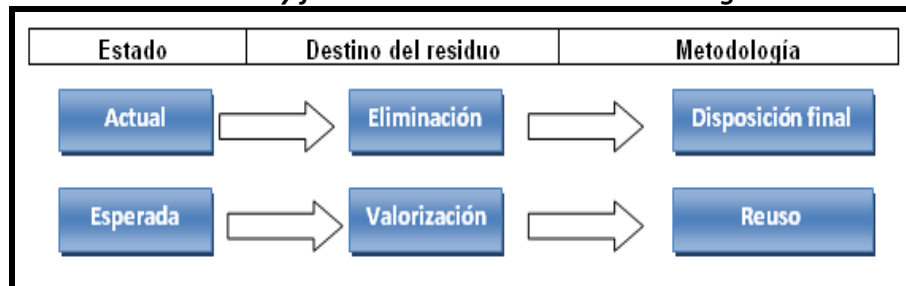 Estado Destino del residuo Metodología
Actual Eliminación Disposición final
Esperada Valorización Reuso